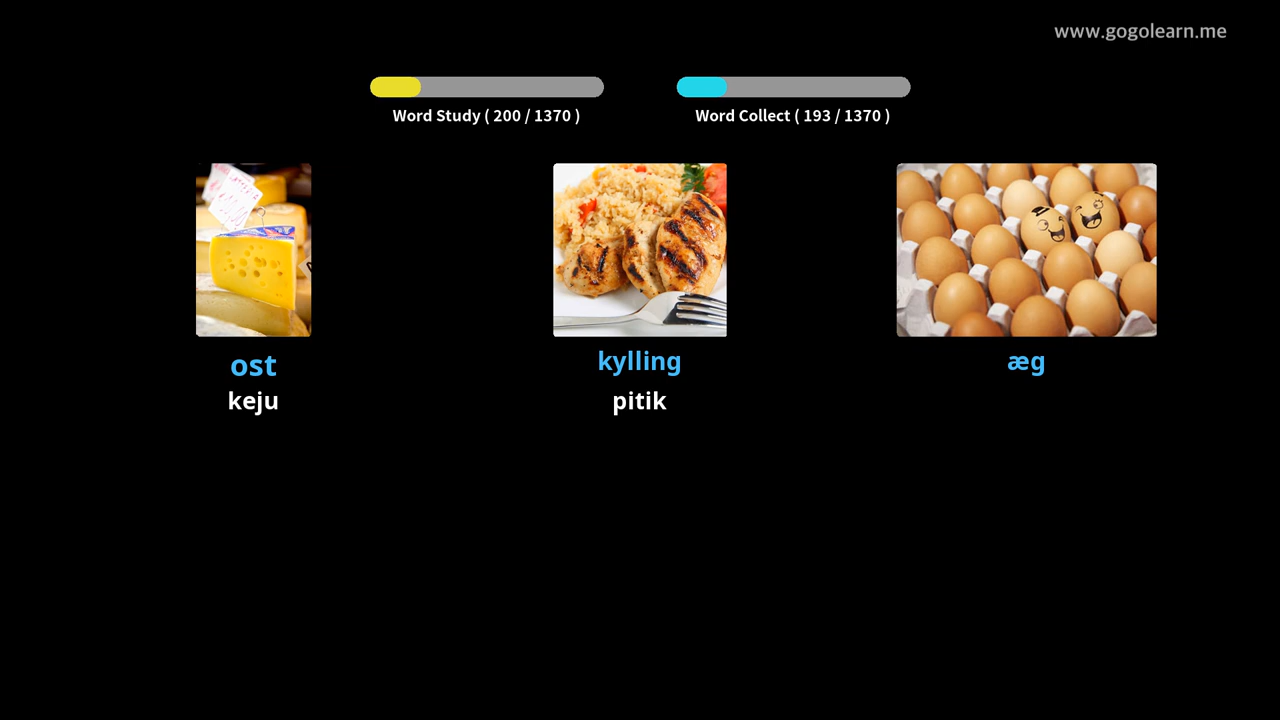 www.gogolearn.me
Word Study ( 200 / 1370 )
Word Collect ( 193 / 1370 )
ost
kylling
æg
keju
pitik